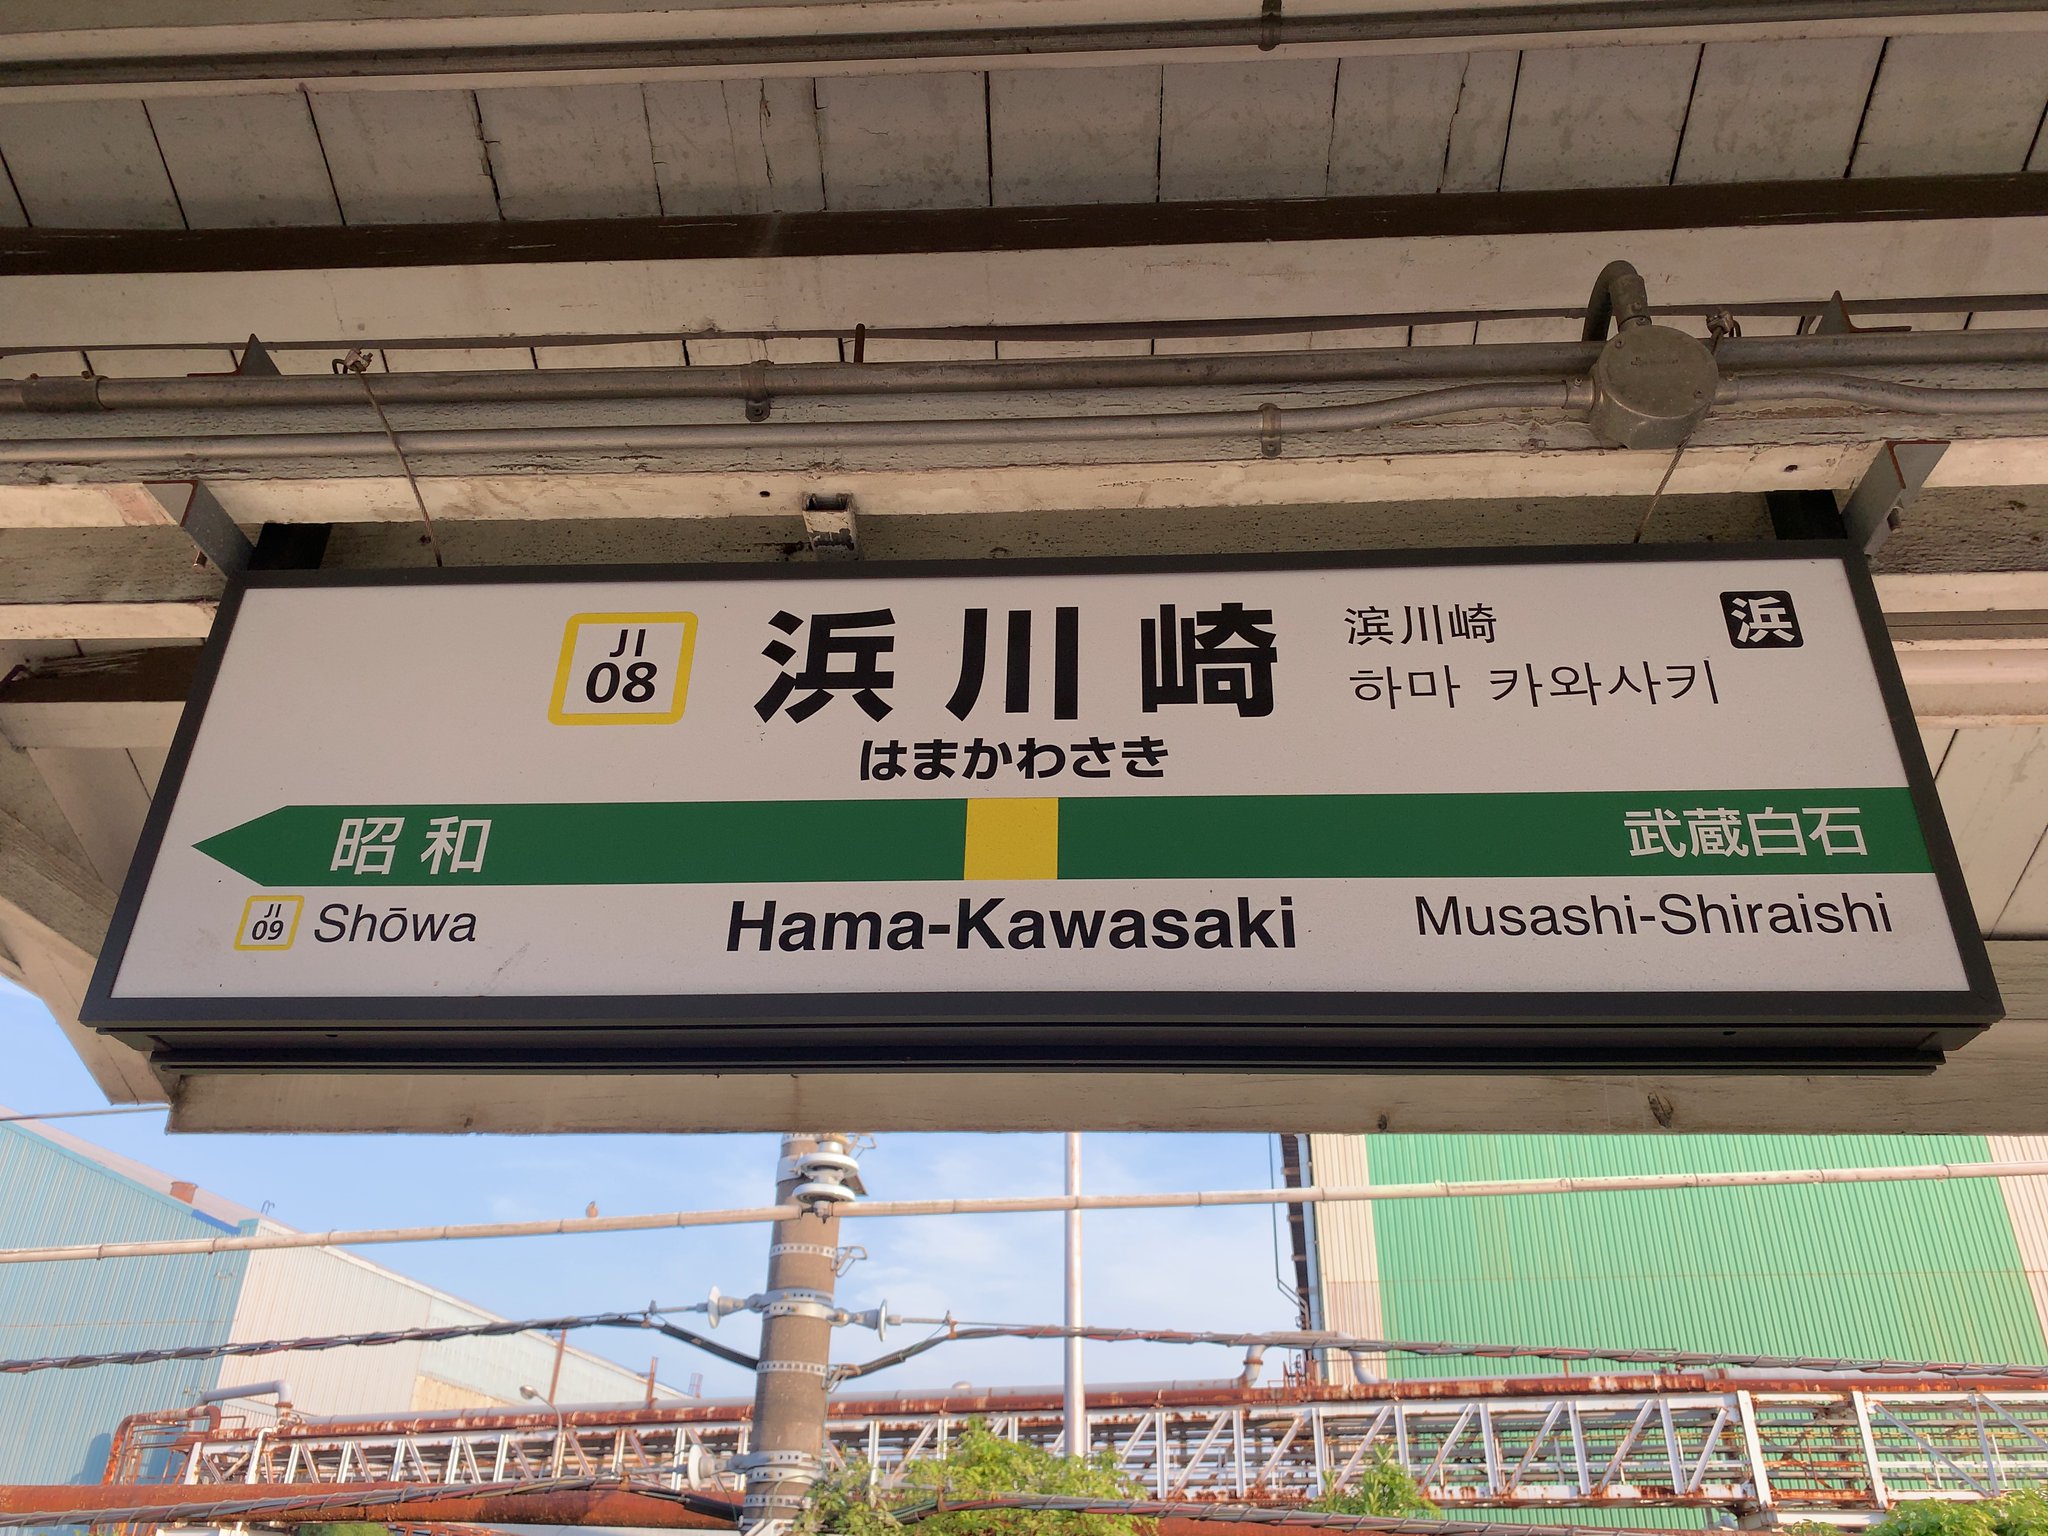 JI
08
浜川崎
はまかわさき
滨川崎
하마 카와사키
浜
昭和
武蔵白石
JI
09
Shōwa
Hama-Kawasaki
Musashi-Shiraishi